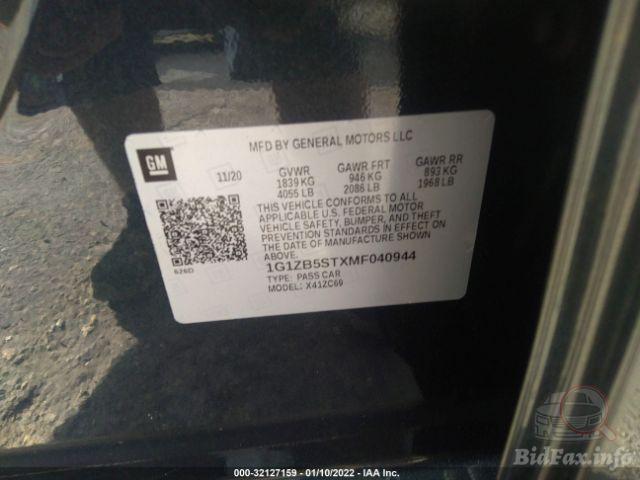 MFD BY GENERAL MOTORS LLC
GM
11/20
GVWR GAWR FRT GAWR RR
1839 KG 946 KG 893 KG
4055 LB 2086 LB 1968 LB
THIS VEHICLE CONFORMS TO ALL
APPLICABLE U.S. FEDERAL MOTOR
VEHICLE SAFETY, BUMPER, AND THEFT
PREVENTION STANDARDS IN EFFECT ON
THE DATE OF MANUFACTURE SHOWN
ABOVE.
626D
1G1ZB5STXMF040944
TYPE: PASS CAR
MODEL: X41ZC69
BidFax.info
000-32127159 - 01/10/2022 - IAA Inc.